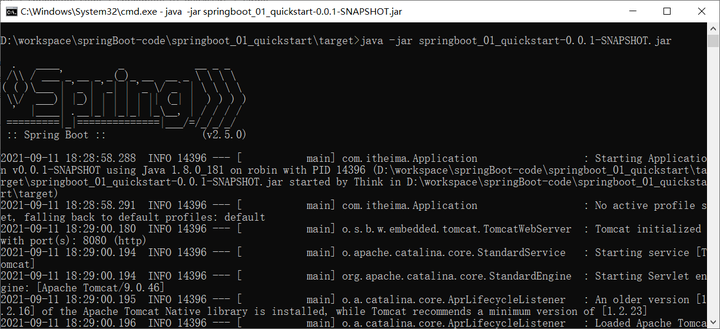 C:\Windows\System32\cmd.exe - java -jar springboot_01_quickstart-0.0.1-SNAPSHOT.jar
D:\workspace\springBoot-code\springboot_01_quickstart\target>java -jar springboot_01_quickstart-0.0.1-SNAPSHOT.jar
Spring
:: Spring Boot :: (v2.5.0)
2021-09-11 18:28:58.288 INFO 14396 --- [ main] com.itheima.Application : Starting Applicatio
n v0.0.1-SNAPSHOT using Java 1.8.0_181 on robin with PID 14396 (D:\workspace\springBoot-code\springboot_01_quickstart\ta
rget\springboot_01_quickstart-0.0.1-SNAPSHOT.jar started by Think in D:\workspace\springBoot-code\springboot_01_quicksta
rt\target)
2021-09-11 18:28:58.291 INFO 14396 --- [ main] com.itheima.Application : No active profile s
et, falling back to default profiles: default
2021-09-11 18:29:00.180 INFO 14396 --- [ main] o.s.b.w.embedded.tomcat.TomcatWebServer : Tomcat initialized
with port(s): 8080 (http)
2021-09-11 18:29:00.194 INFO 14396 --- [ main] o.apache.catalina.core.StandardService : Starting service [T
omcat]
2021-09-11 18:29:00.194 INFO 14396 --- [ main] org.apache.catalina.core.StandardEngine : Starting Servlet en
gine: [Apache Tomcat/9.0.46]
2021-09-11 18:29:00.195 INFO 14396 --- [ main] o.a.catalina.core.AprLifecycleListener : An older version [1
.2.16] of the Apache Tomcat Native library is installed, while Tomcat recommends a minimum version of [1.2.23]
2021-09-11 18:29:00.196 INFO 14396 --- [ main] o.a.catalina.core.AprLifecycleListener : Loaded Apache Tomca